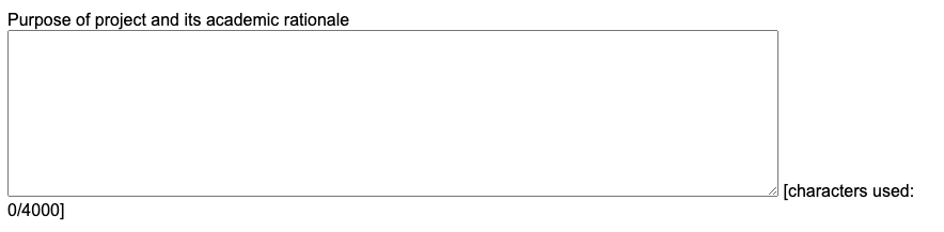 Purpose of project and its academic rationale
[characters used:
0/4000]